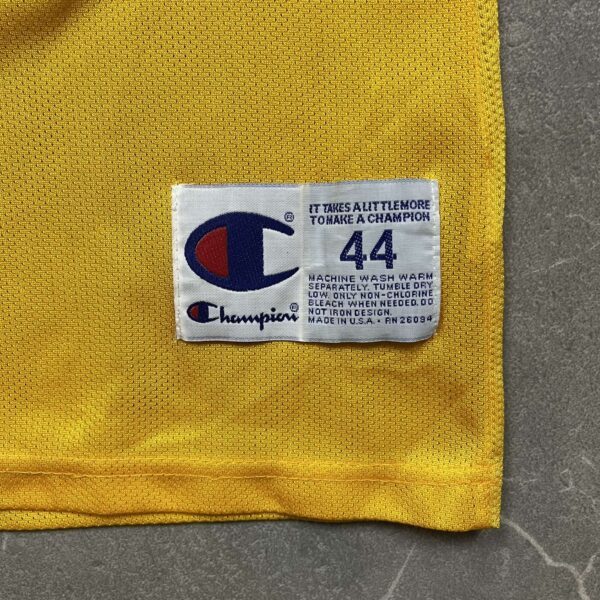 ®
Champion®
IT TAKES A LITTLE MORE
TO MAKE A CHAMPION
44
MACHINE WASH WARM
SEPARATELY. TUMBLE DRY
LOW. ONLY NON-CHLORINE
BLEACH WHEN NEEDED. DO
NOT IRON DESIGN.
MADE IN U.S.A. • RN 26094